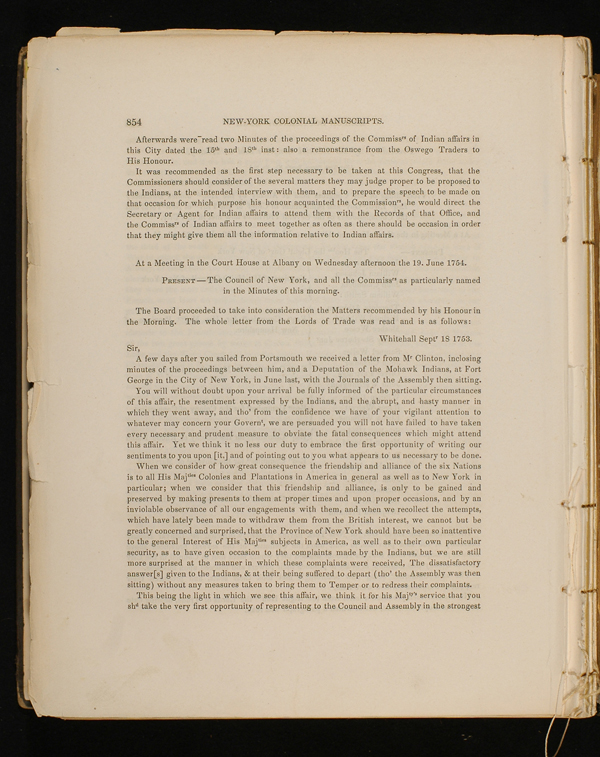 854 NEW-YORK COLONIAL MANUSCRIPTS.
Afterwards were read two Minutes of the proceedings of the Commissrs of Indian affairs in
this City dated the 15th and 18th inst: also a remonstrance from the Oswego Traders to
His Honour.
It was recommended as the first step necessary to be taken at this Congress, that the
Commissioners should consider of the several matters they may judge proper to be proposed to
the Indians, at the intended interview with them, and to prepare the speech to be made on
that occasion for which purpose his honour acquainted the Commissionrs, he would direct the
Secretary or Agent for Indian affairs to attend them with the Records of that Office, and
the Commissrs of Indian affairs to meet together as often as there should be occasion in order
that they might give them all the information relative to Indian affairs.
At a Meeting in the Court House at Albany on Wednesday afternoon the 19. June 1754.
PRESENT—The Council of New York, and all the Commissrs as particularly named
in the Minutes of this morning.
The Board proceeded to take into consideration the Matters recommended by his Honour in
the Morning. The whole letter from the Lords of Trade was read and is as follows:
Whitehall Septr 18 1753.
Sir,
A few days after you sailed from Portsmouth we received a letter from Mr Clinton, inclosing
minutes of the proceedings between him, and a Deputation of the Mohawk Indians, at Fort
George in the City of New York, in June last, with the Journals of the Assembly then sitting.
You will without doubt upon your arrival be fully informed of the particular circumstances
of this affair, the resentment expressed by the Indians, and the abrupt, and hasty manner in
which they went away, and tho' from the confidence we have of your vigilant attention to
whatever may concern your Governt, we are persuaded you will not have failed to have taken
every necessary and prudent measure to obviate the fatal consequences which might attend
this affair. Yet we think it no less our duty to embrace the first opportunity of writing our
sentiments to you upon [it.] and of pointing out to you what appears to us necessary to be done.
When we consider of how great consequence the friendship and alliance of the six Nations
is to all His Majties Colonies and Plantations in America in general as well as to New York in
particular; when we consider that this friendship and alliance, is only to be gained and
preserved by making presents to them at proper times and upon proper occasions, and by an
inviolable observance of all our engagements with them, and when we recollect the attempts,
which have lately been made to withdraw them from the British interest, we cannot but be
greatly concerned and surprised, that the Province of New York should have been so inattentive
to the general Interest of His Majties subjects in America, as well as to their own particular
security, as to have given occasion to the complaints made by the Indians, but we are still
more surprised at the manner in which these complaints were received, The dissatisfactory
answer[s] given to the Indians, & at their being suffered to depart (tho' the Assembly was then
sitting) without any measures taken to bring them to Temper or to redress their complaints.
This being the light in which we see this affair, we think it for his Majty's service that you
shd take the very first opportunity of representing to the Council and Assembly in the strongest